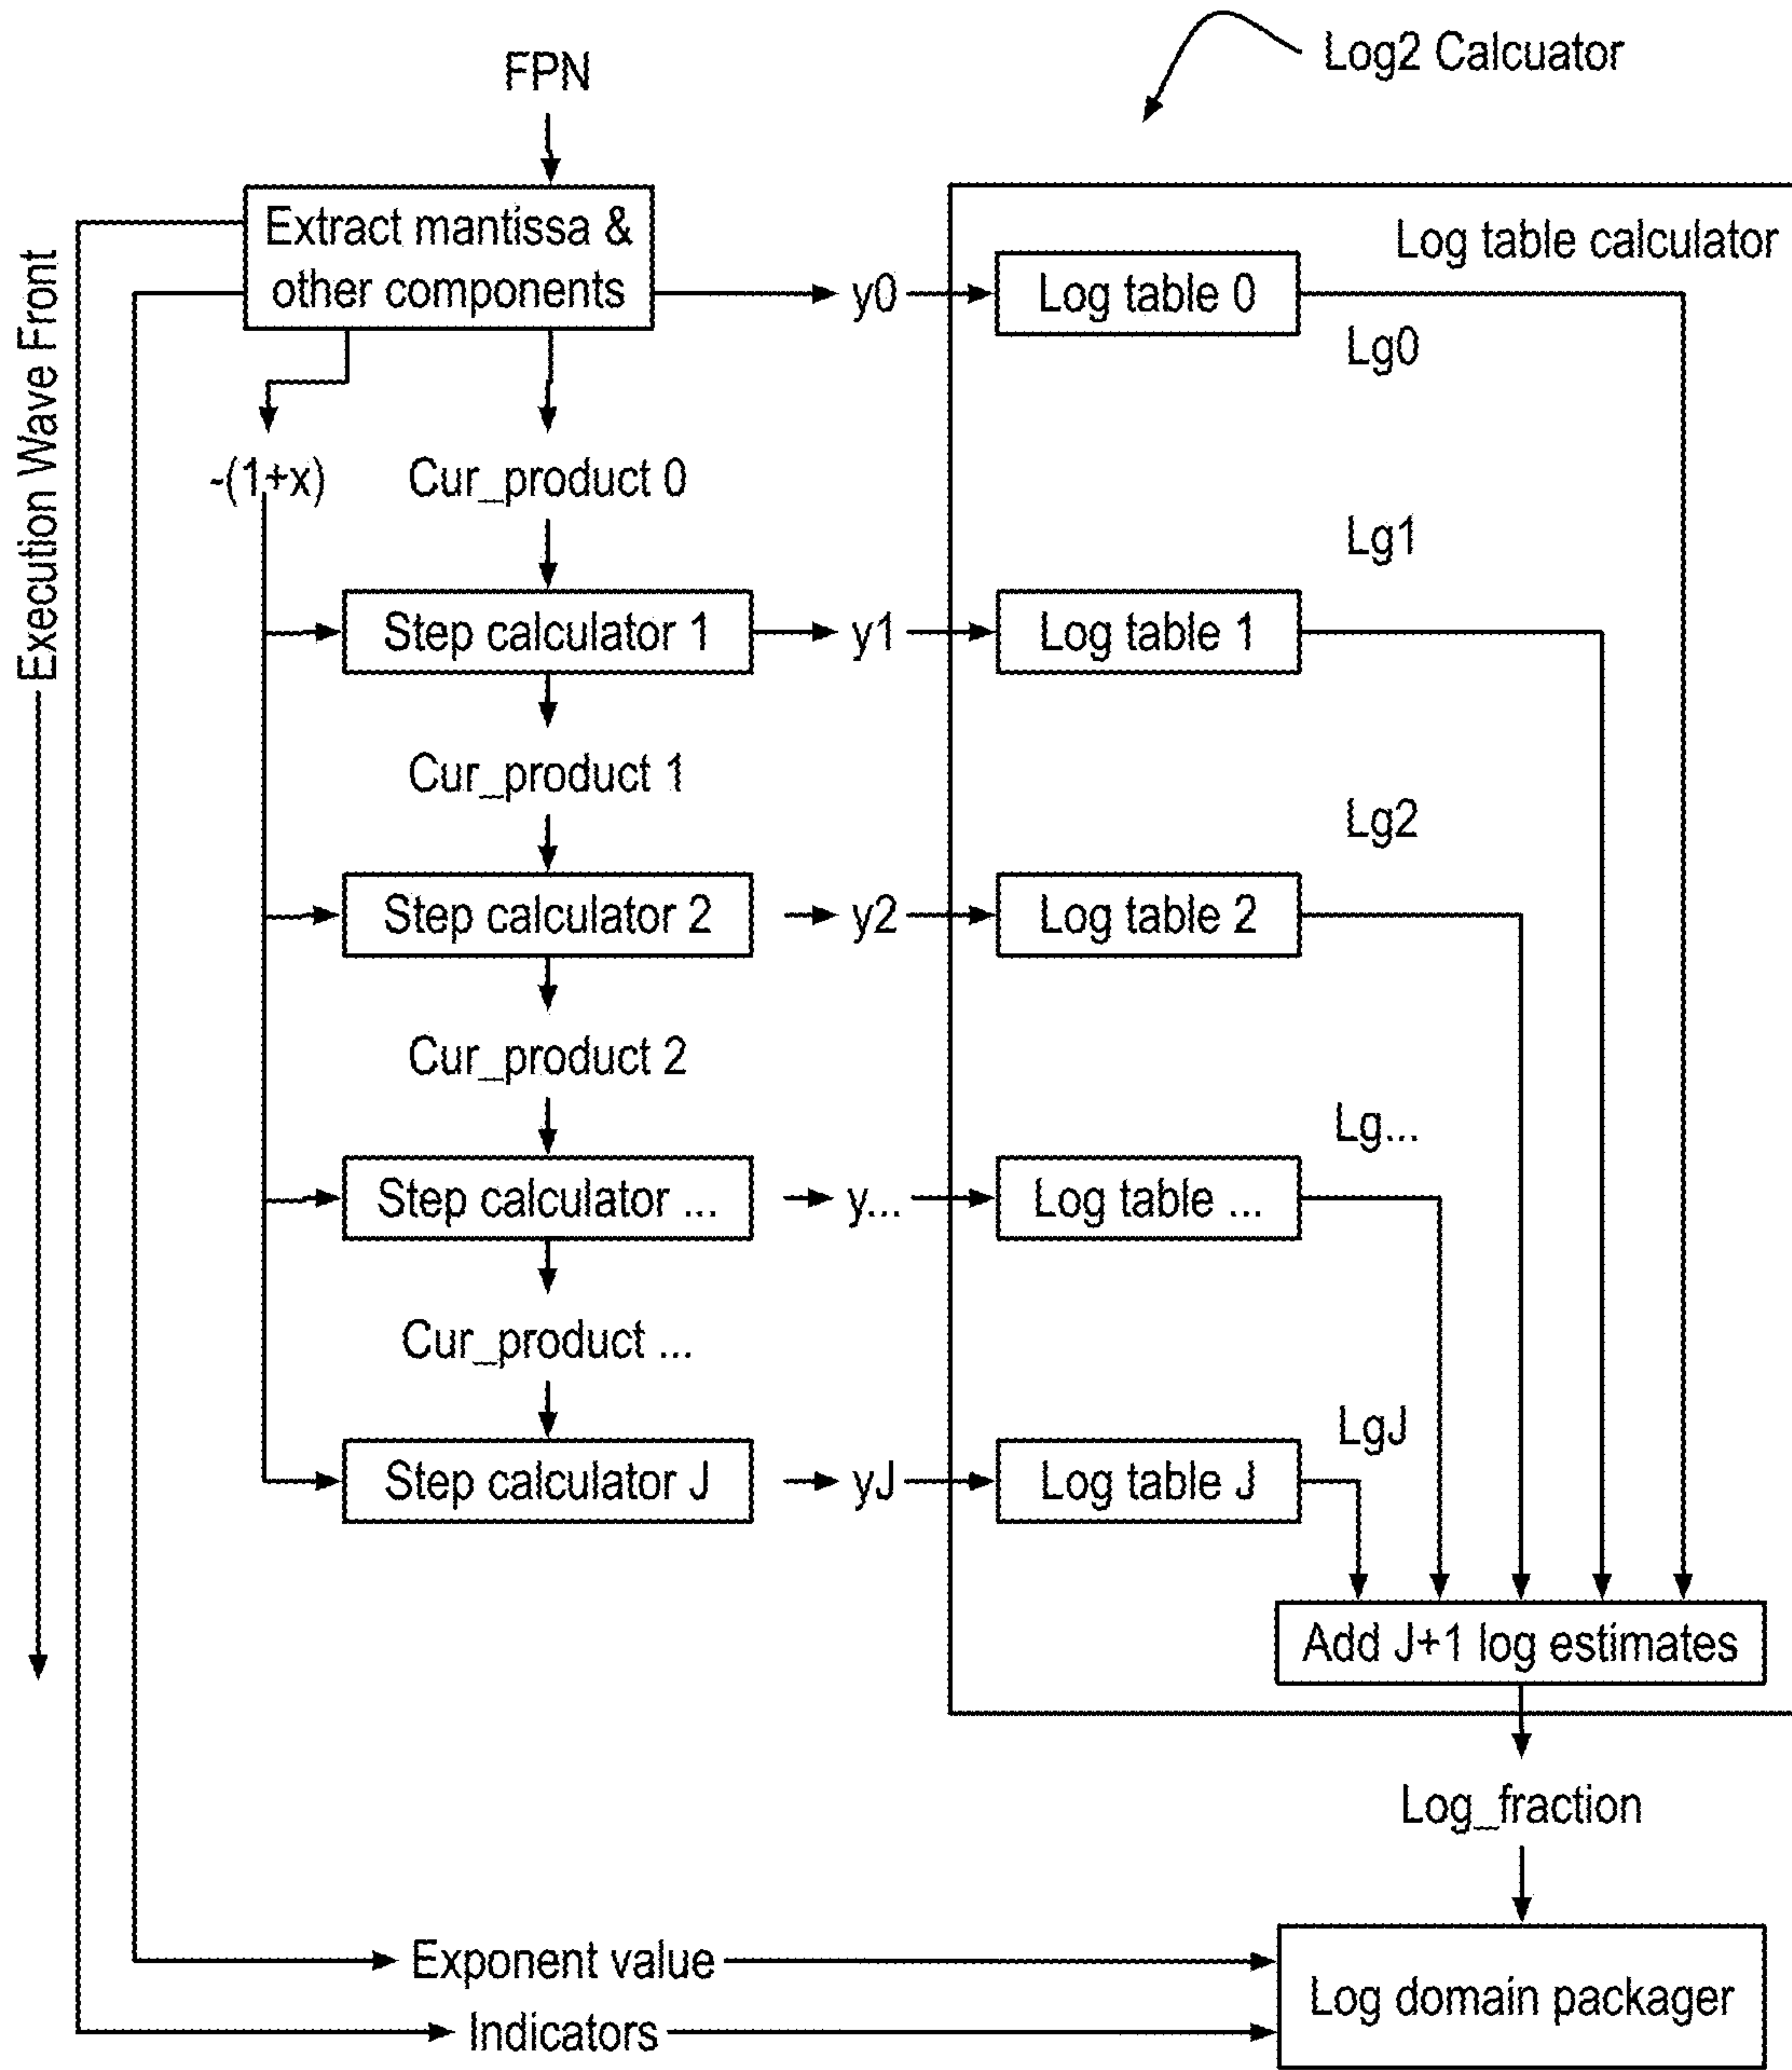 Log2 Calcuator
FPN
Extract mantissa &
other components
y0
Log table 0
Log table calculator
Lg0
Execution Wave Front
-(1+x)
Cur_product 0
Lg1
Step calculator 1
y1
Log table 1
Cur_product 1
Lg2
Step calculator 2
y2
Log table 2
Cur_product 2
Lg...
Step calculator ...
y...
Log table ...
Cur_product ...
LgJ
Step calculator J
yJ
Log table J
Add J+1 log estimates
Log_fraction
Exponent value
Log domain packager
Indicators